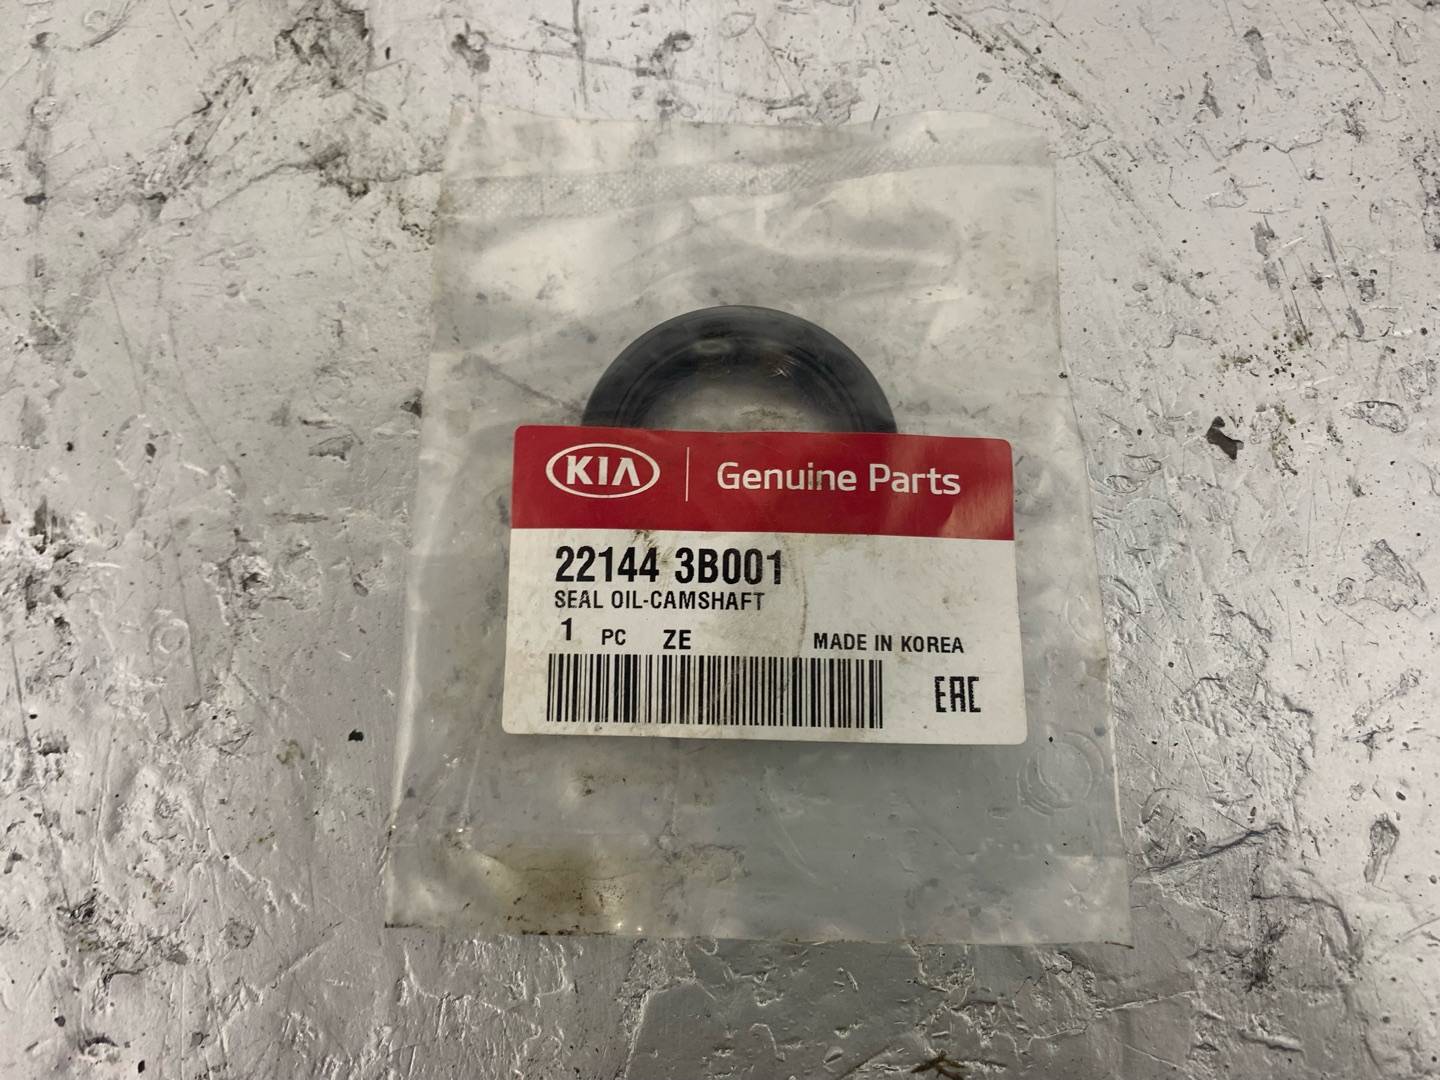 KIA Genuine Parts
22144 3B001
SEAL OIL-CAMSHAFT
1 PC ZE MADE IN KOREA
EAC